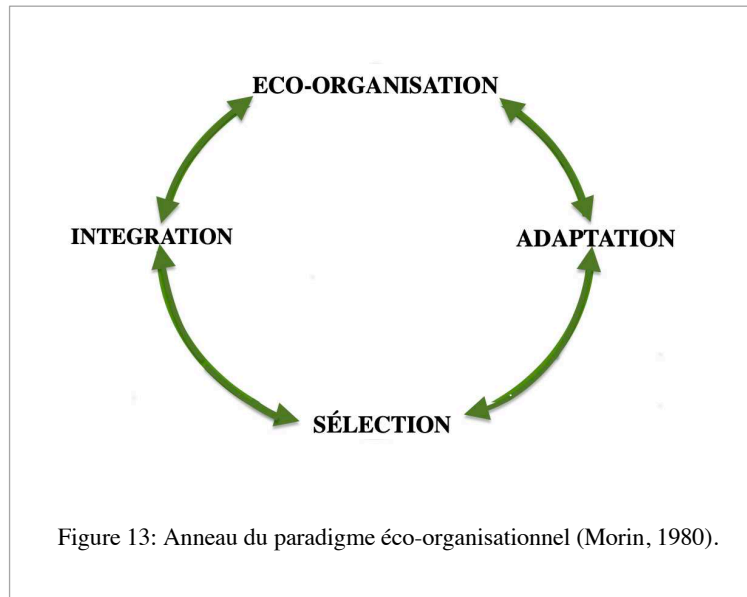 ECO-ORGANISATION
INTEGRATION
ADAPTATION
SÉLECTION
Figure 13: Anneau du paradigme éco-organisationnel (Morin, 1980).